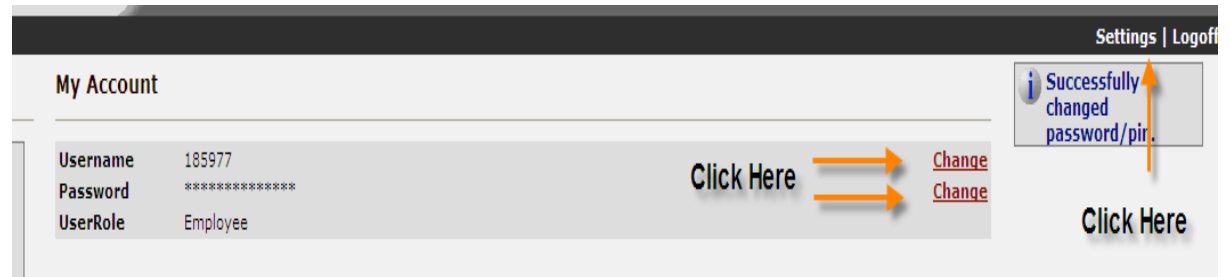 Settings | Logoff
My Account
Successfully
changed
password/pin.
Username 185977 Change
Password ************** Change
UserRole Employee
Click Here
Click Here